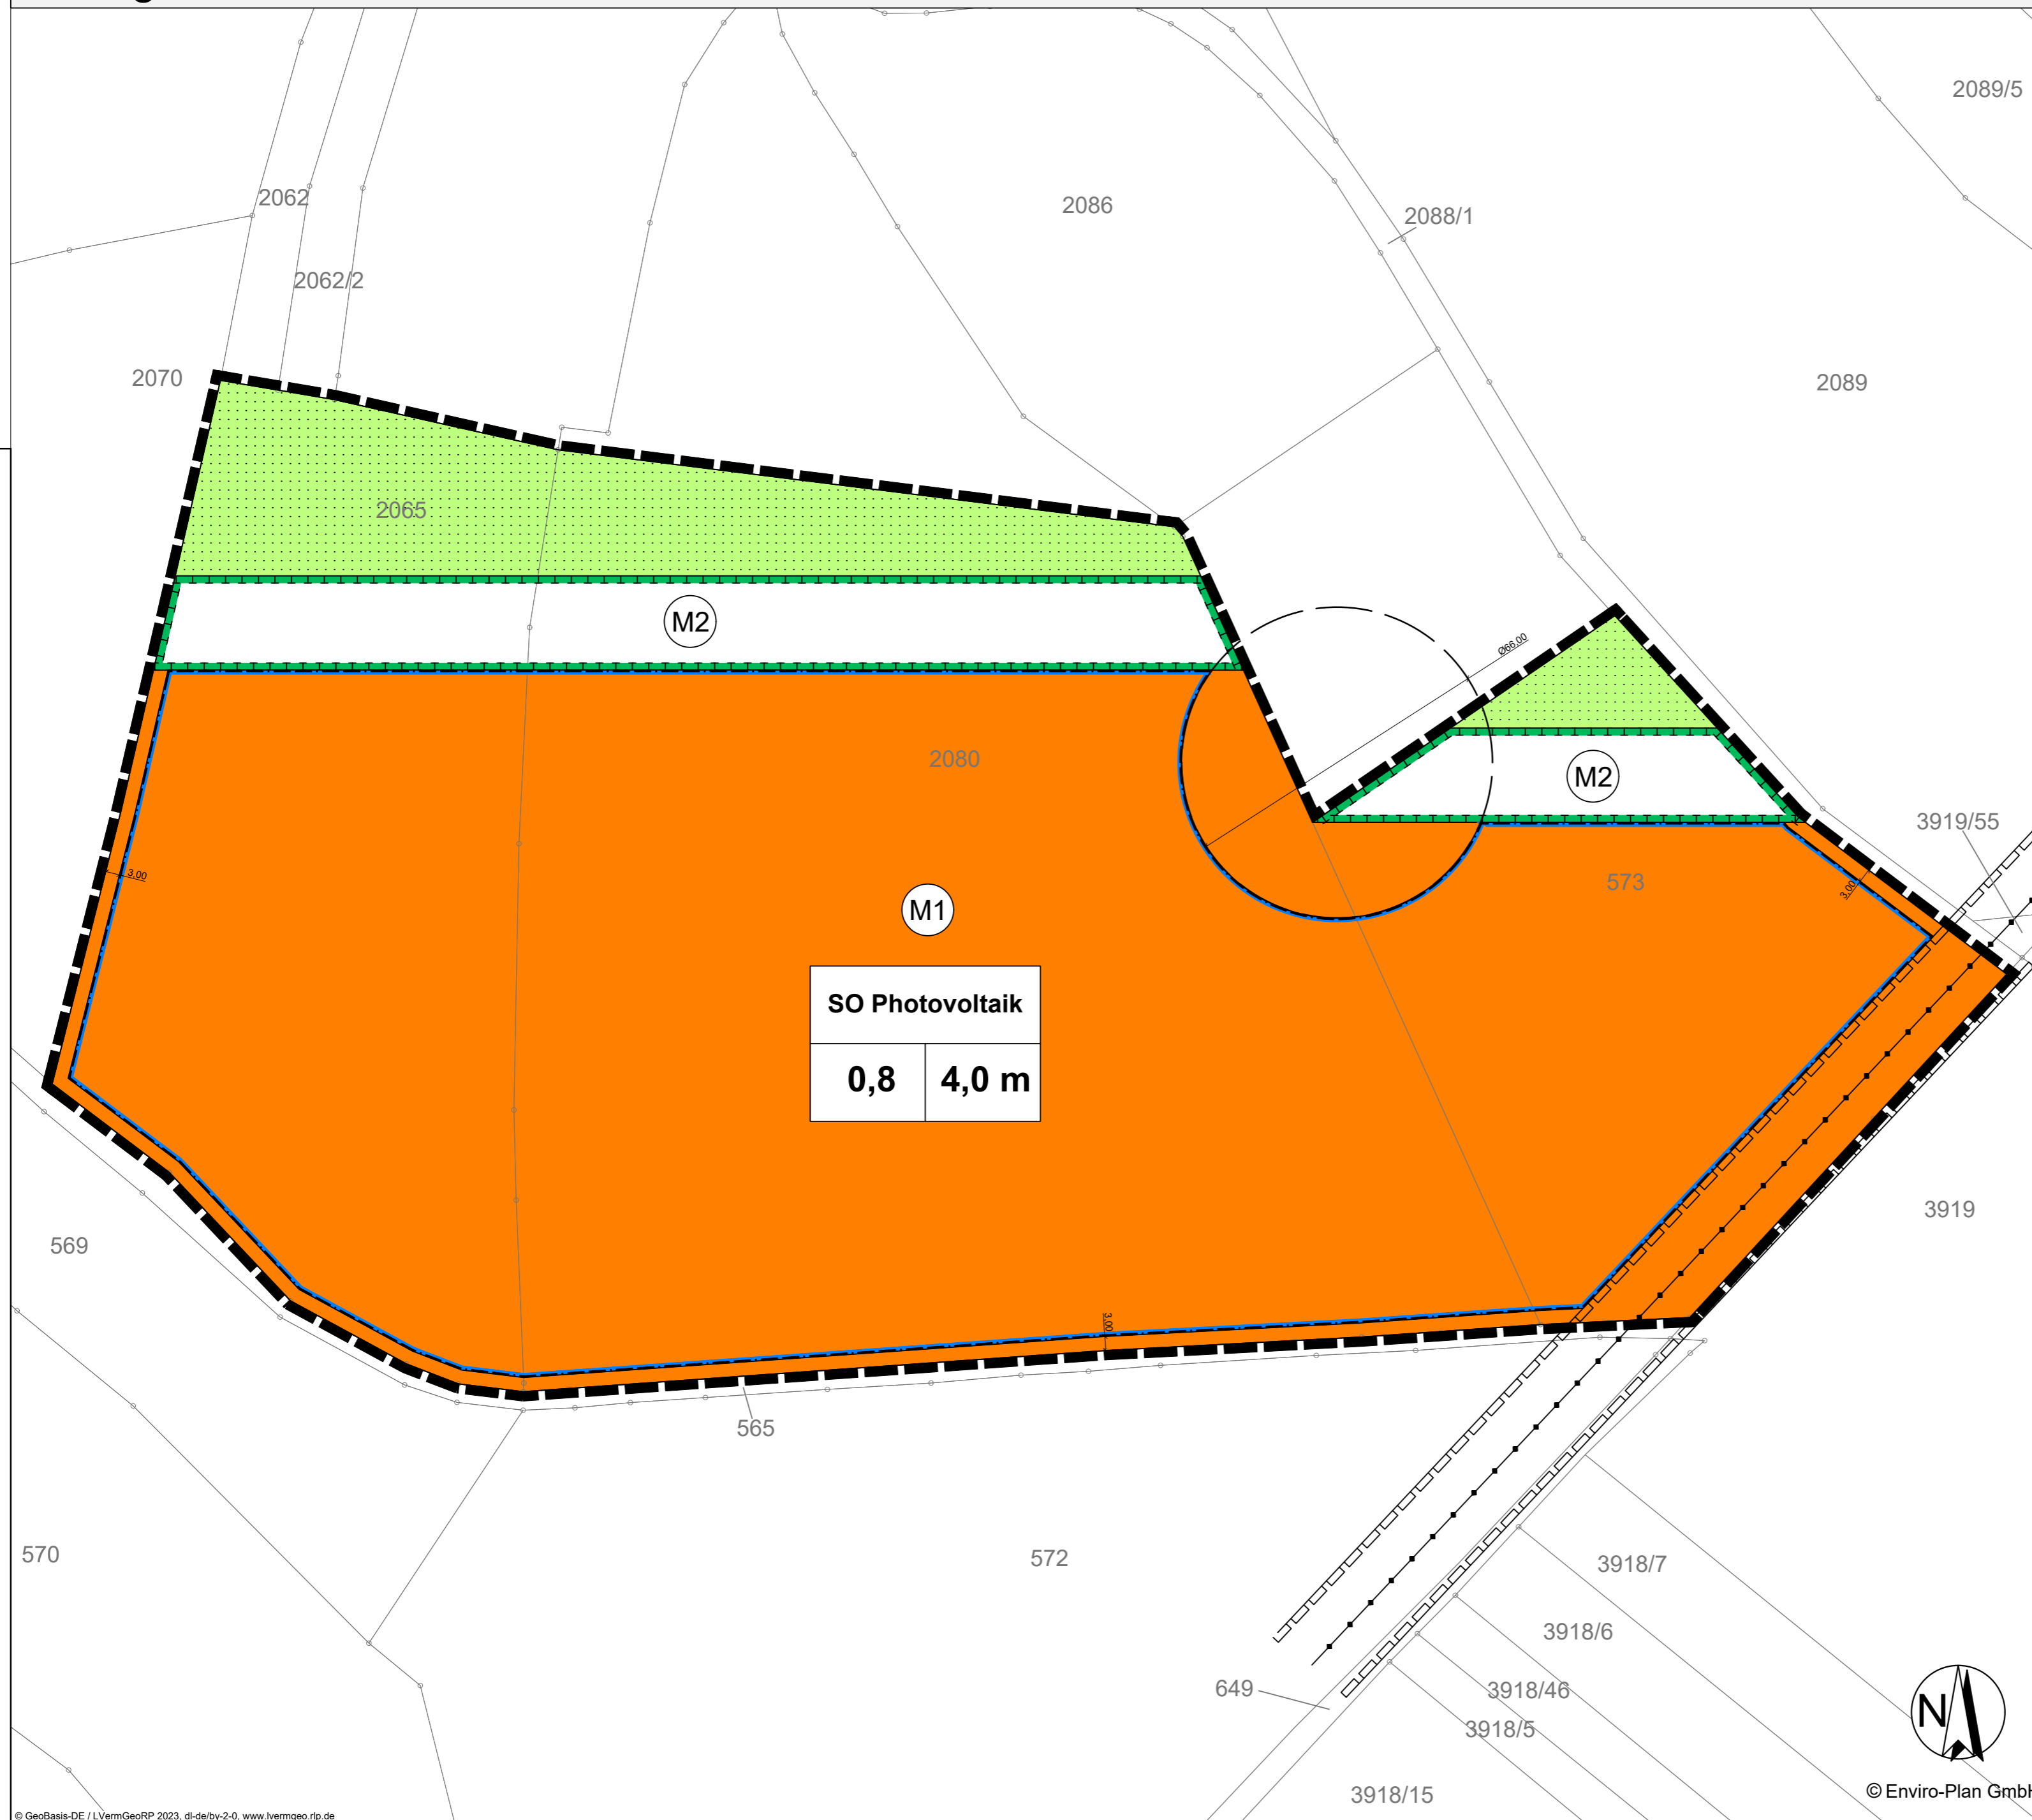 2089/5
2062
2086
2088/1
2062/2
2070
2089
2065
M2
Ø66.00
2080
M2
3919/55
3,00
573
3,00
M1
SO Photovoltaik
0,8
4,0 m
3919
569
3,00
565
570
572
3918/7
3918/6
649
3918/46
3918/5
N
3918/15
© Enviro-Plan GmbH
© GeoBasis-DE / LVermGeoRP 2023, dl-de/by-2-0, www.lvermgeo.rlp.de